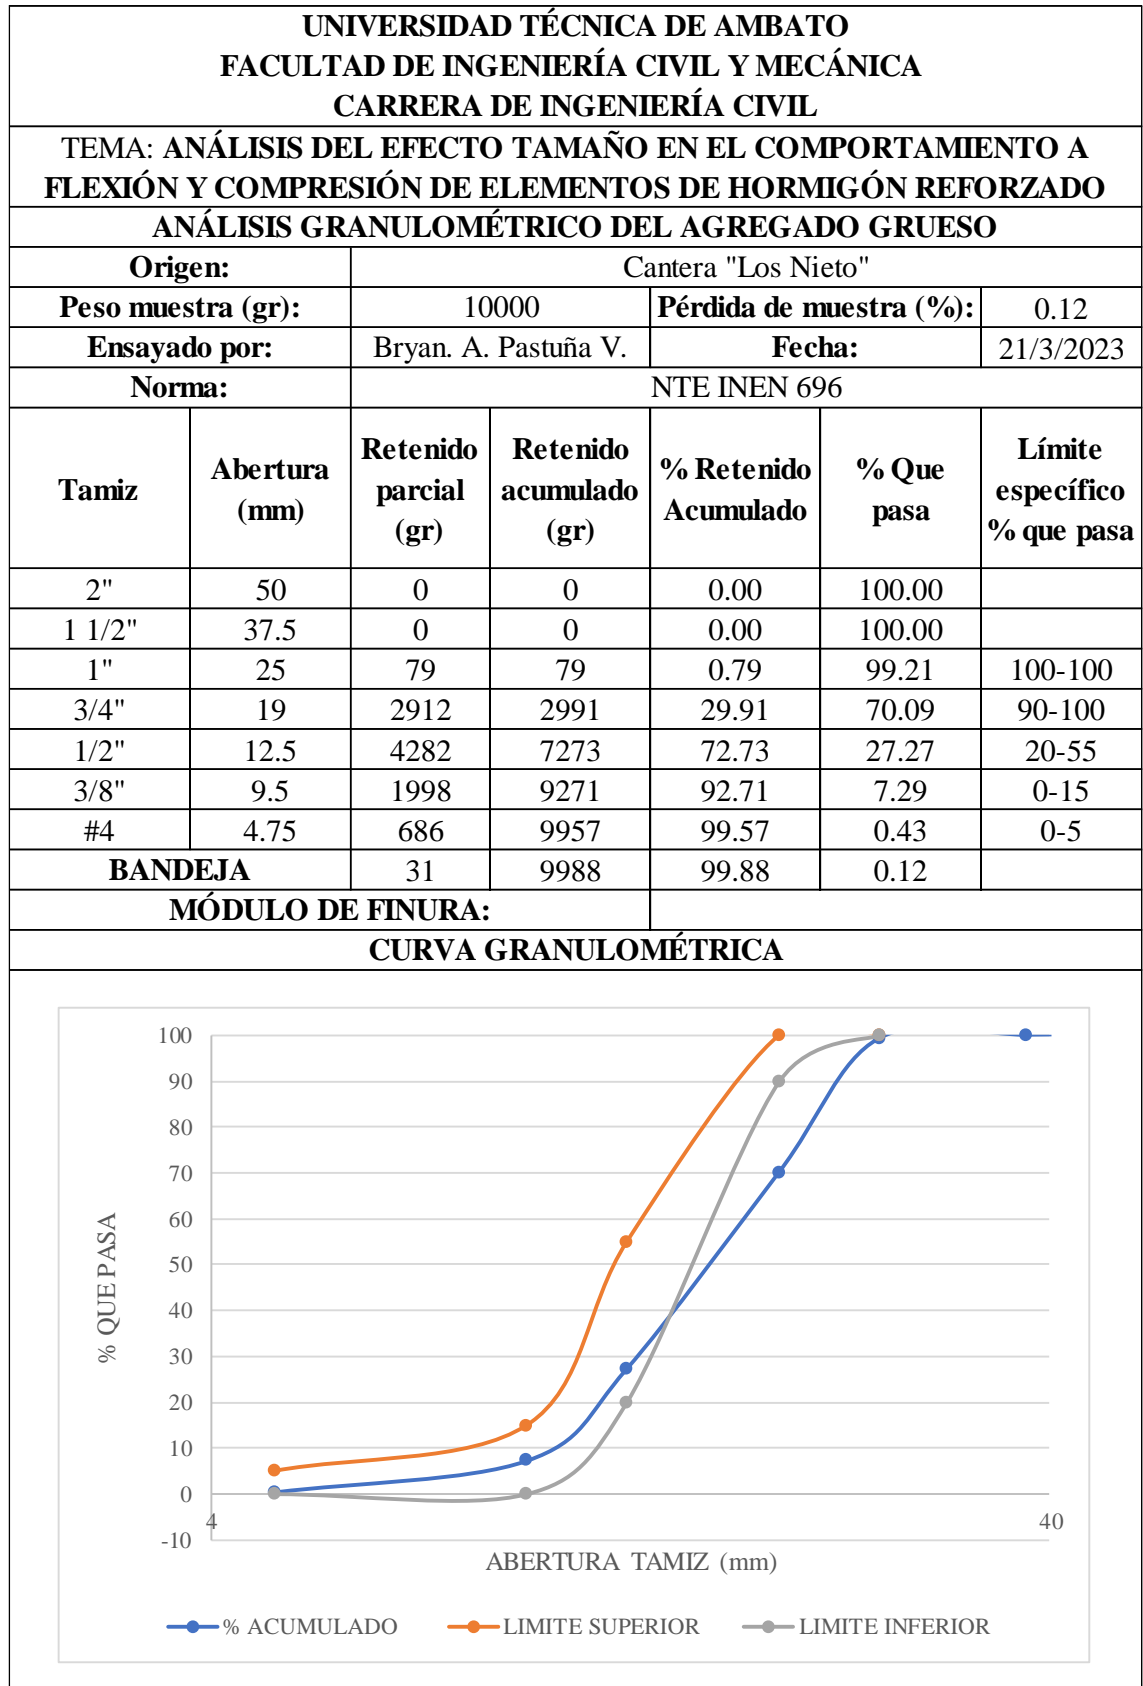 UNIVERSIDAD TÉCNICA DE AMBATO
FACULTAD DE INGENIERÍA CIVIL Y MECÁNICA
CARRERA DE INGENIERÍA CIVIL
TEMA: ANÁLISIS DEL EFECTO TAMAÑO EN EL COMPORTAMIENTO A
FLEXIÓN Y COMPRESIÓN DE ELEMENTOS DE HORMIGÓN REFORZADO
ANÁLISIS GRANULOMÉTRICO DEL AGREGADO GRUESO
Origen: Cantera "Los Nieto"
Peso muestra (gr): 10000 Pérdida de muestra (%): 0.12
Ensayado por: Bryan. A. Pastuña V. Fecha: 21/3/2023
Norma: NTE INEN 696
Tamiz Abertura (mm) Retenido parcial (gr) Retenido acumulado (gr) % Retenido Acumulado % Que pasa Límite específico % que pasa
2" 50 0 0 0.00 100.00
1 1/2" 37.5 0 0 0.00 100.00
1" 25 79 79 0.79 99.21 100-100
3/4" 19 2912 2991 29.91 70.09 90-100
1/2" 12.5 4282 7273 72.73 27.27 20-55
3/8" 9.5 1998 9271 92.71 7.29 0-15
#4 4.75 686 9957 99.57 0.43 0-5
BANDEJA 31 9988 99.88 0.12
MÓDULO DE FINURA:
CURVA GRANULOMÉTRICA
100
90
80
70
60
50
40
30
20
10
0
-10
% QUE PASA
4 40
ABERTURA TAMIZ (mm)
% ACUMULADO LIMITE SUPERIOR LIMITE INFERIOR